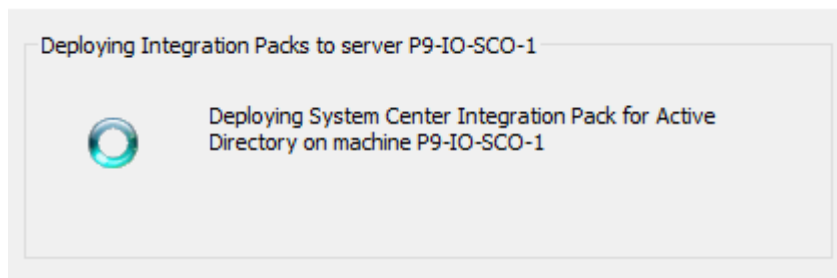 Deploying Integration Packs to server P9-IO-SCO-1
Deploying System Center Integration Pack for Active
Directory on machine P9-IO-SCO-1